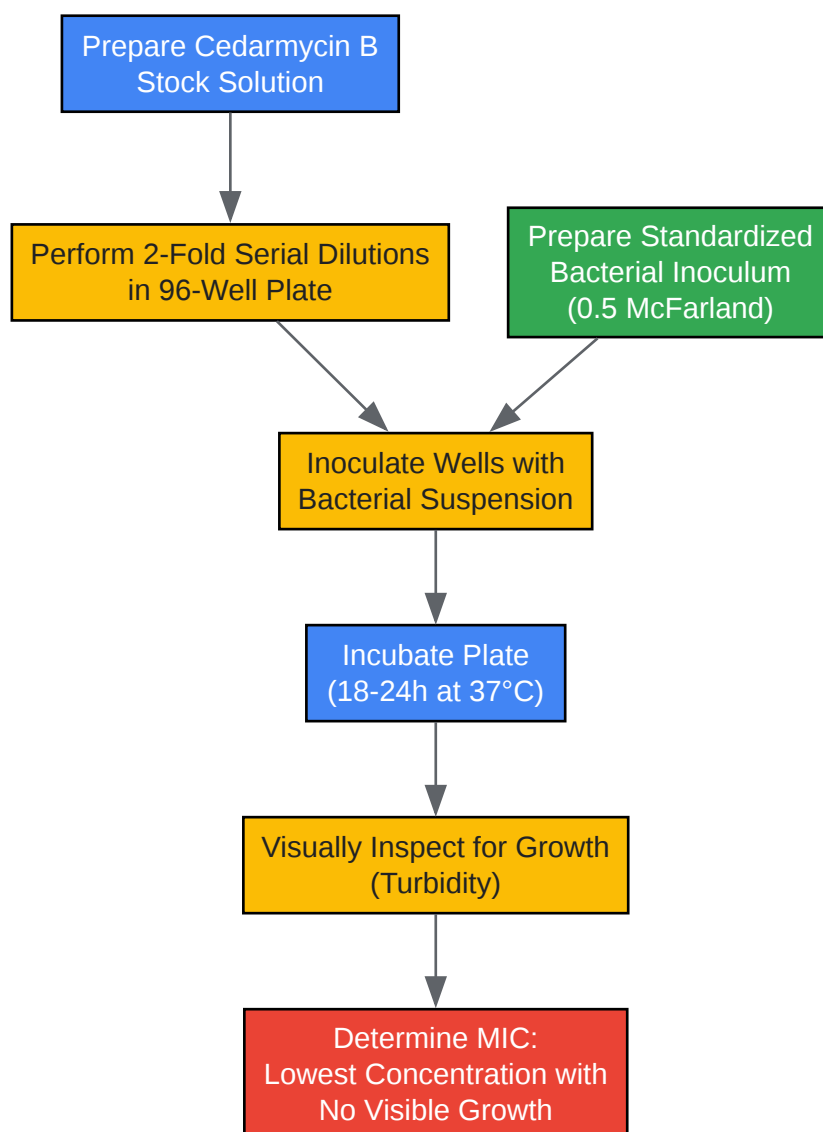 Prepare Cedarmycin B
Stock Solution
Perform 2-Fold Serial Dilutions
in 96-Well Plate
Prepare Standardized
Bacterial Inoculum
(0.5 McFarland)
Inoculate Wells with
Bacterial Suspension
Incubate Plate
(18-24h at 37°C)
Visually Inspect for Growth
(Turbidity)
Determine MIC:
Lowest Concentration with
No Visible Growth